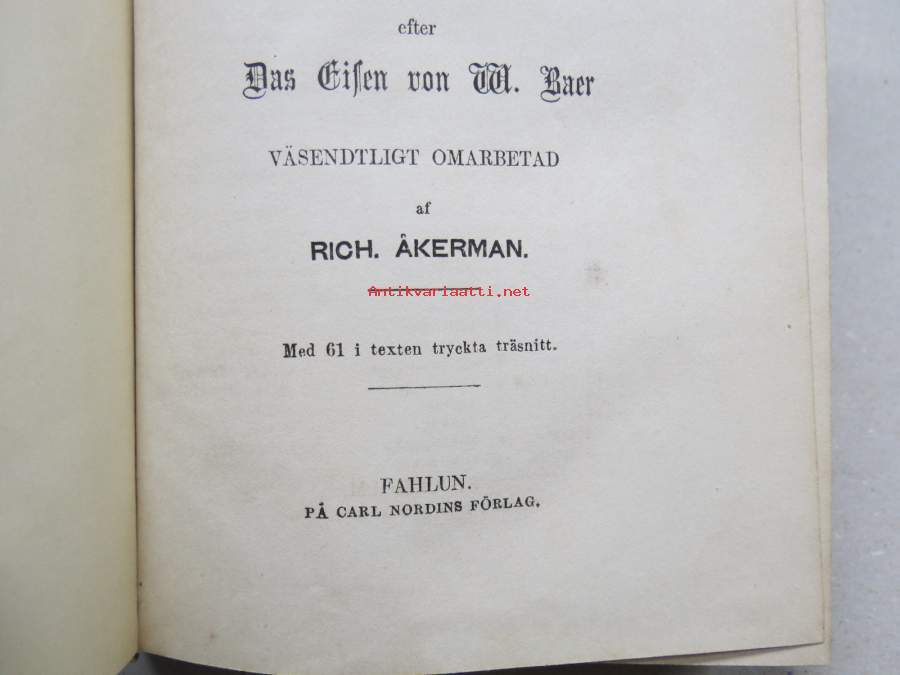 efter
Das Eiſen von W. Baer
VÄSENDTLIGT OMARBETAD
af
RICH. ÅKERMAN.
Antikvariaatti.net
Med 61 i texten tryckta träsnitt.
FAHLUN.
PÅ CARL NORDINS FÖRLAG.